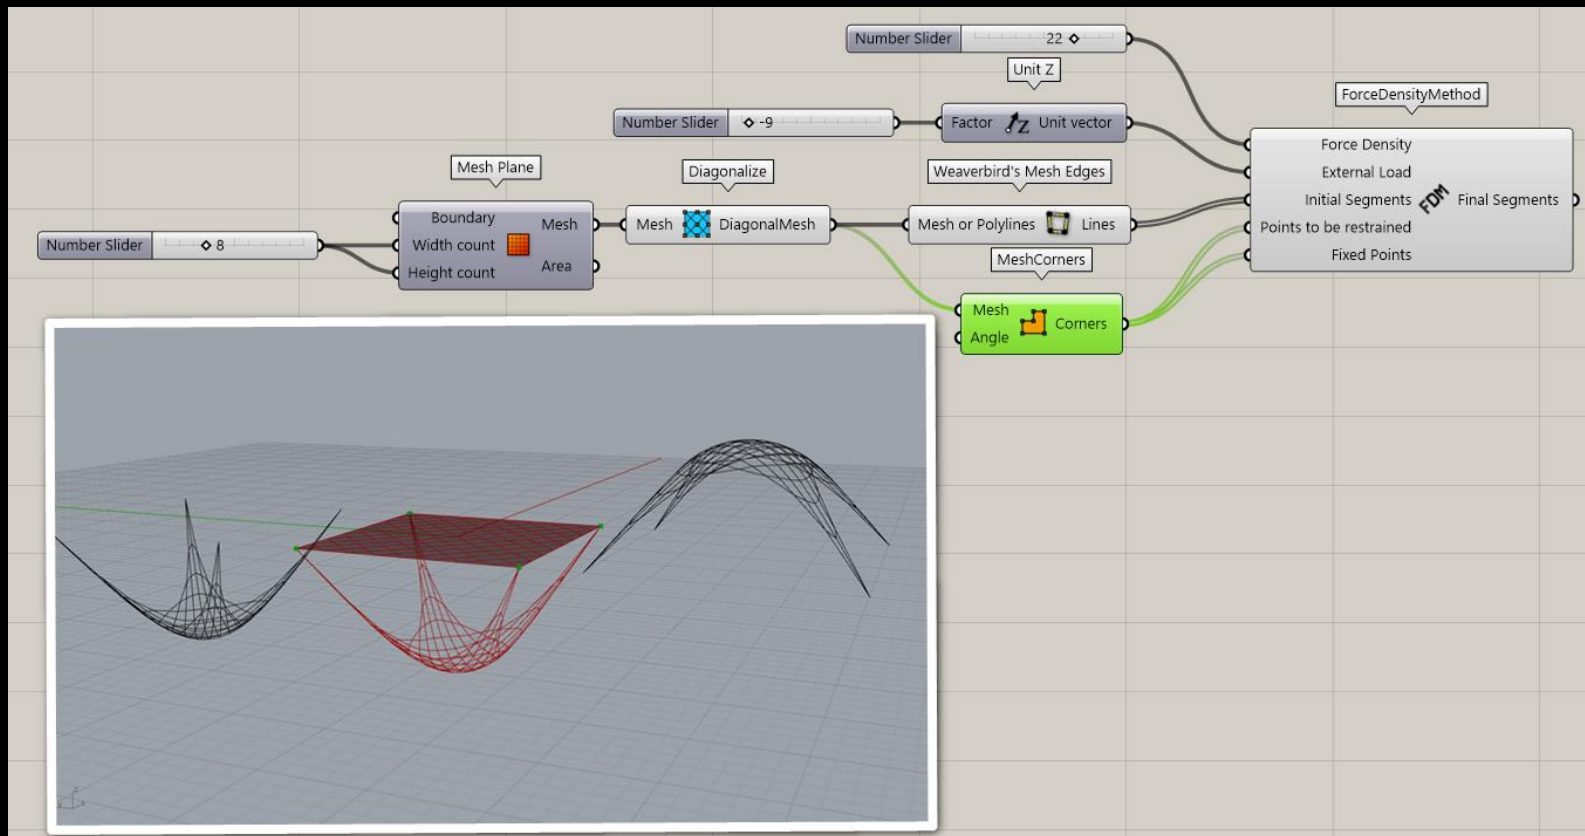 Number Slider 22
Unit Z
ForceDensityMethod
Number Slider -9
Factor Z Unit vector
Force Density
External Load
Initial Segments FDM Final Segments
Points to be restrained
Fixed Points
Mesh Plane
Diagonalize
Weaverbird's Mesh Edges
Boundary Mesh
Width count
Height count Area
Number Slider 8
Mesh DiagonalMesh
Mesh or Polylines Lines
MeshCorners
Mesh
Angle Corners